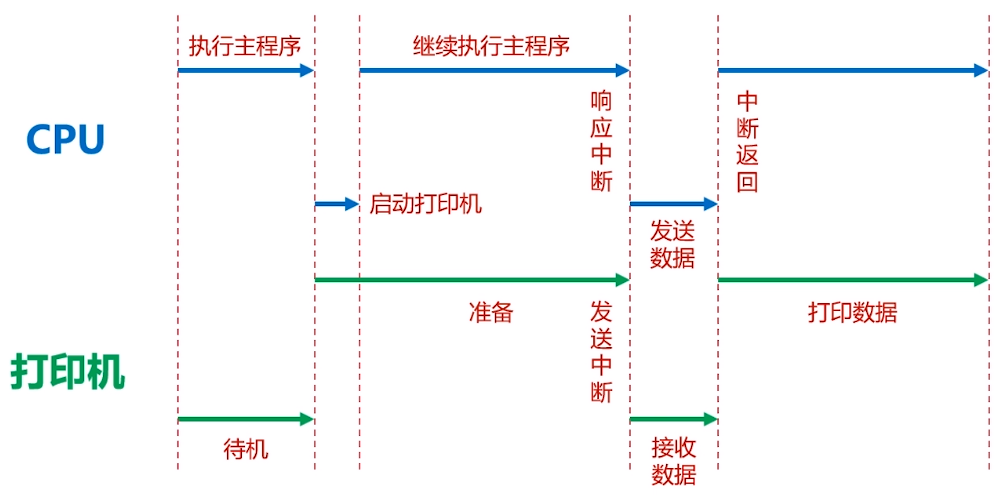 执行主程序
继续执行主程序
响应中断
中断返回
CPU
启动打印机
发送
数据
准备
发送中断
打印数据
打印机
待机
接收
数据